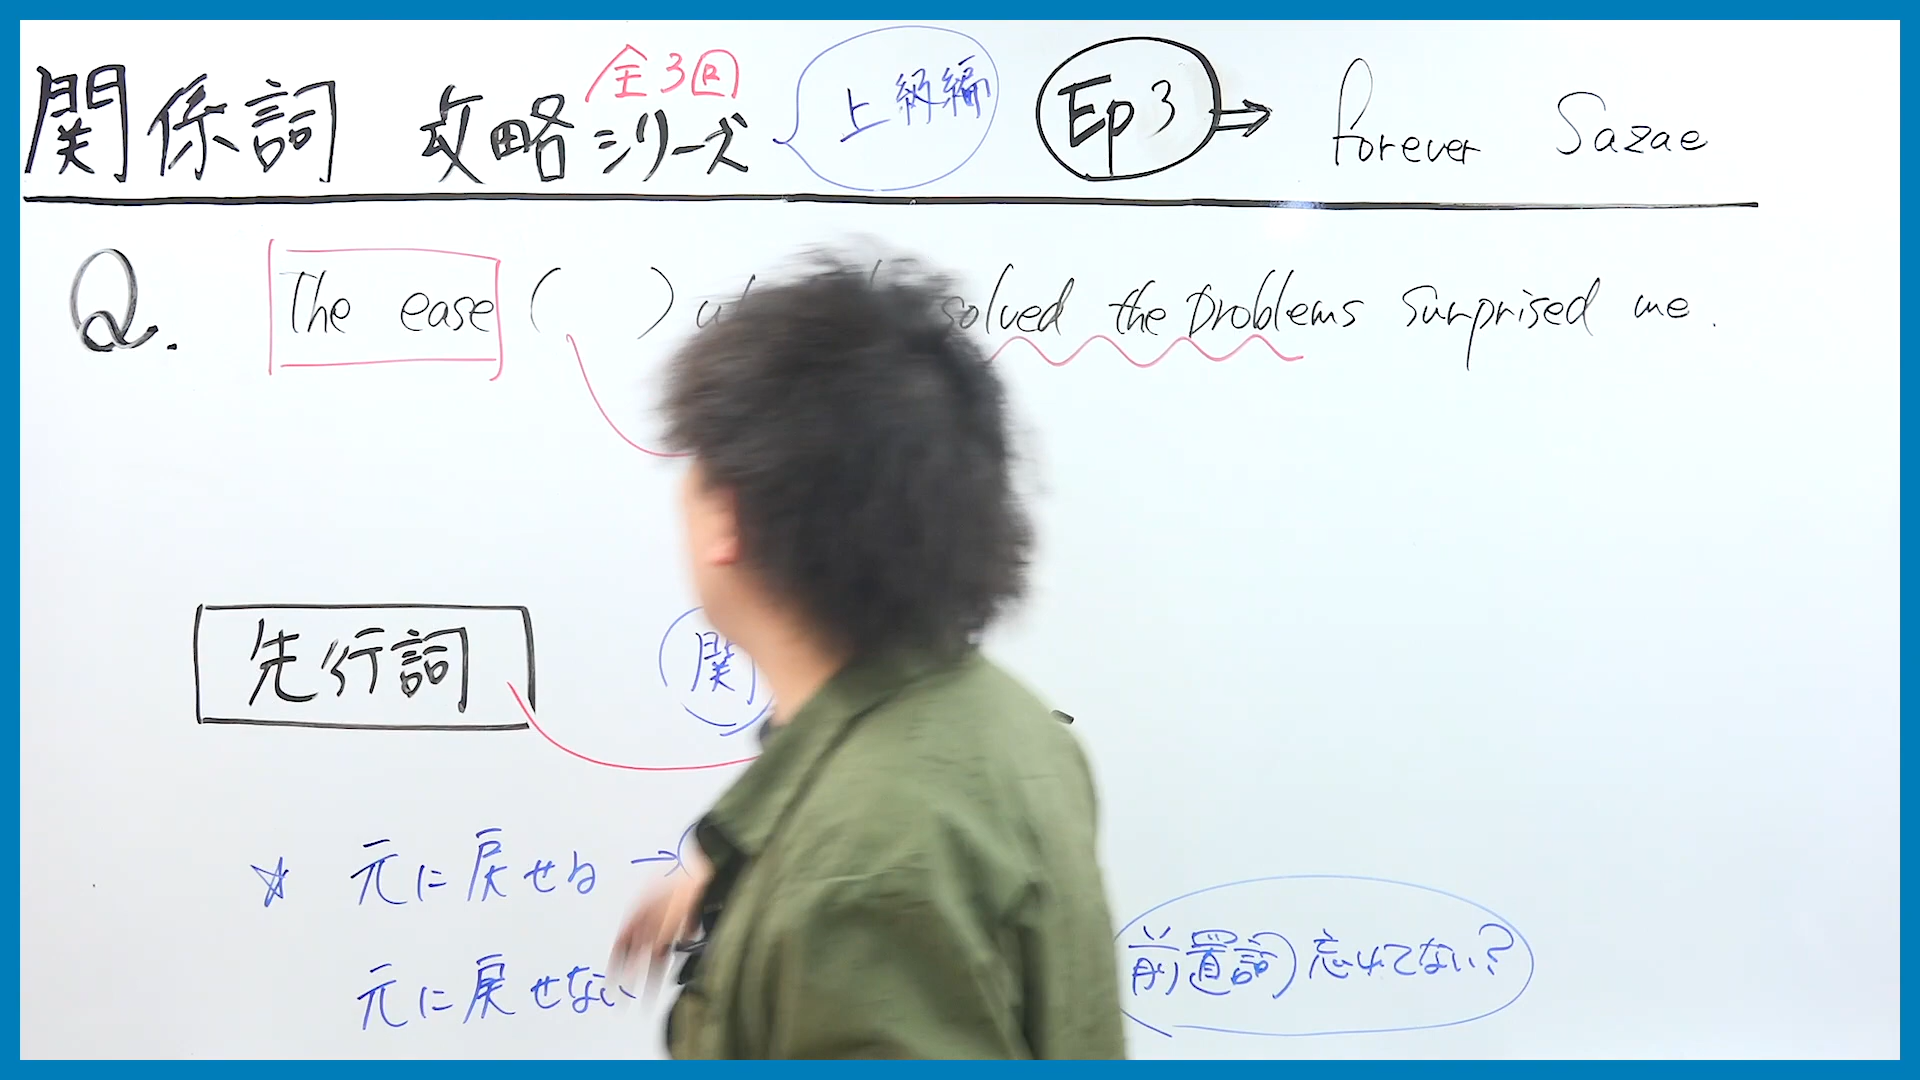 関係詞 攻略 シリーズ 全3回 上級編 Ep3 ⇒ forever Sazae
Q. The ease ( ) solved the problems surprised me.
先行詞 関
☆ 元に戻せる →
元に戻せない 前置詞忘れてない?